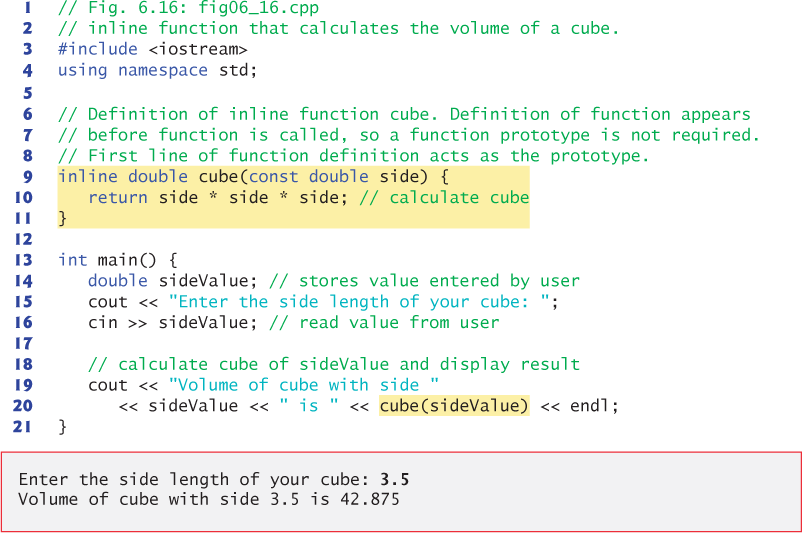 1 // Fig. 6.16: fig06_16.cpp
2 // inline function that calculates the volume of a cube.
3 #include <iostream>
4 using namespace std;
5
6 // Definition of inline function cube. Definition of function appears
7 // before function is called, so a function prototype is not required.
8 // First line of function definition acts as the prototype.
9 inline double cube(const double side) {
10    return side * side * side; // calculate cube
11 }
12
13 int main() {
14    double sideValue; // stores value entered by user
15    cout << "Enter the side length of your cube: ";
16    cin >> sideValue; // read value from user
17
18    // calculate cube of sideValue and display result
19    cout << "Volume of cube with side "
20       << sideValue << " is " << cube(sideValue) << endl;
21 }
Enter the side length of your cube: 3.5
Volume of cube with side 3.5 is 42.875